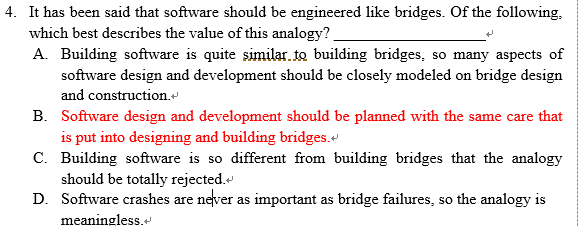 4. It has been said that software should be engineered like bridges. Of the following,
which best describes the value of this analogy? ____________________
A. Building software is quite similar to building bridges, so many aspects of
software design and development should be closely modeled on bridge design
and construction.
B. Software design and development should be planned with the same care that
is put into designing and building bridges.
C. Building software is so different from building bridges that the analogy
should be totally rejected.
D. Software crashes are never as important as bridge failures, so the analogy is
meaningless.